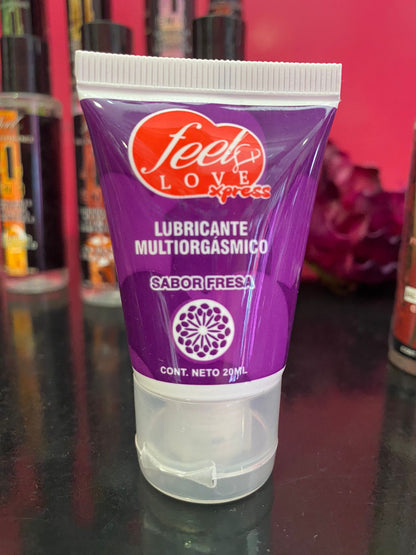 feel
LOVE
xpress
LUBRICANTE
MULTIORGÁSMICO
SABOR FRESA
CONT. NETO 20ML